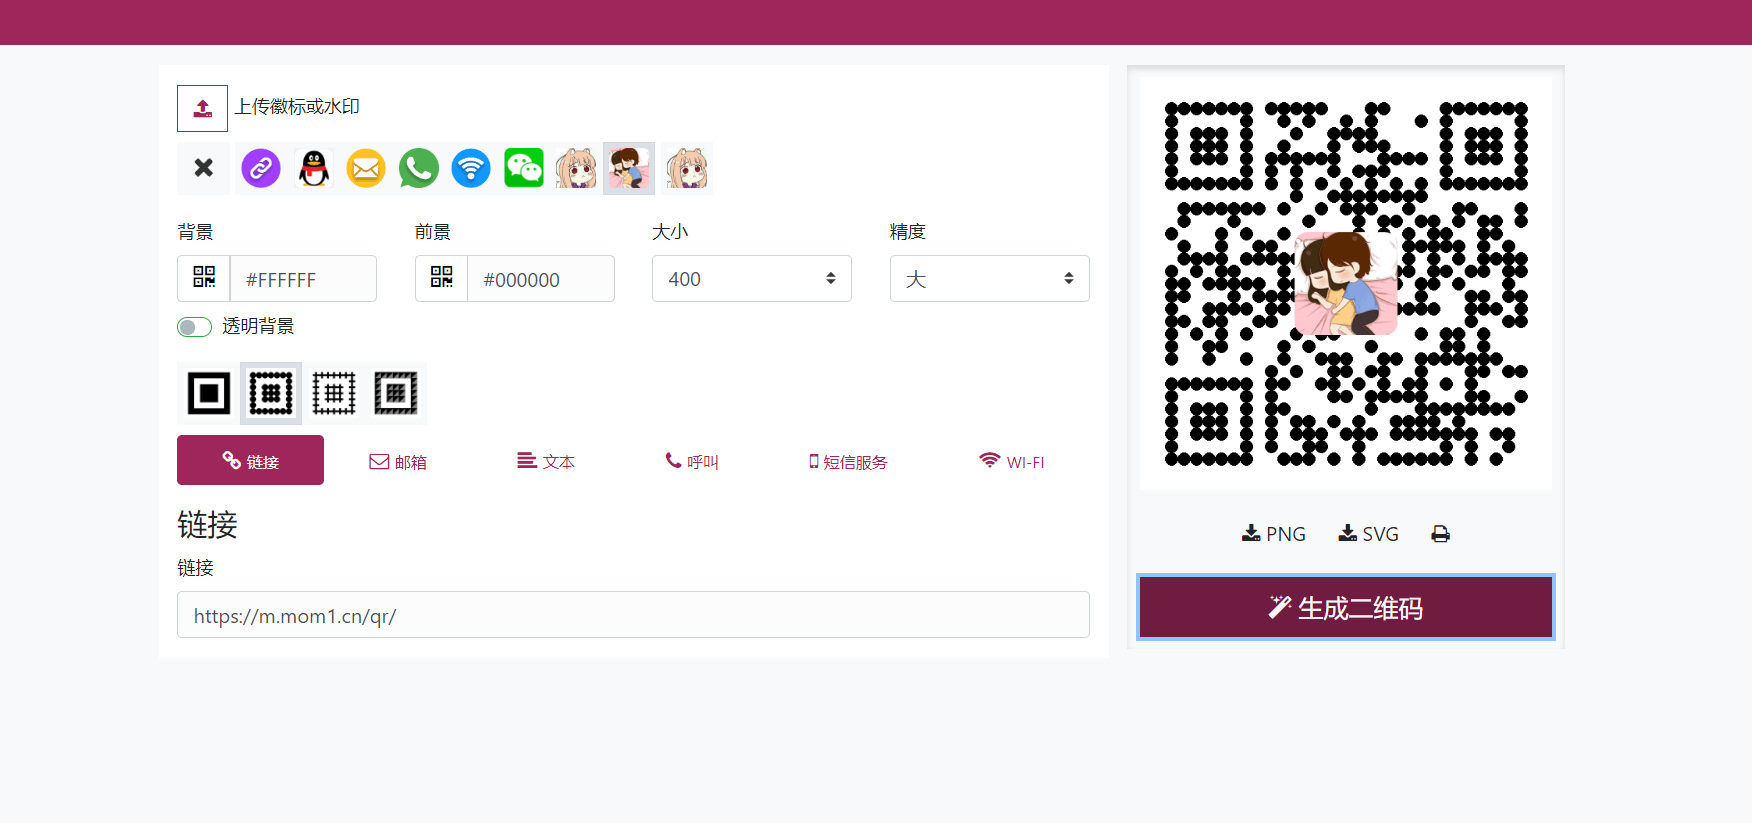 上传徽标或水印
背景 前景 大小 精度
#FFFFFF #000000 400 大
透明背景
链接 邮箱 文本 呼叫 短信服务 WI-FI
链接
链接
https://m.mom1.cn/qr/
PNG SVG
生成二维码